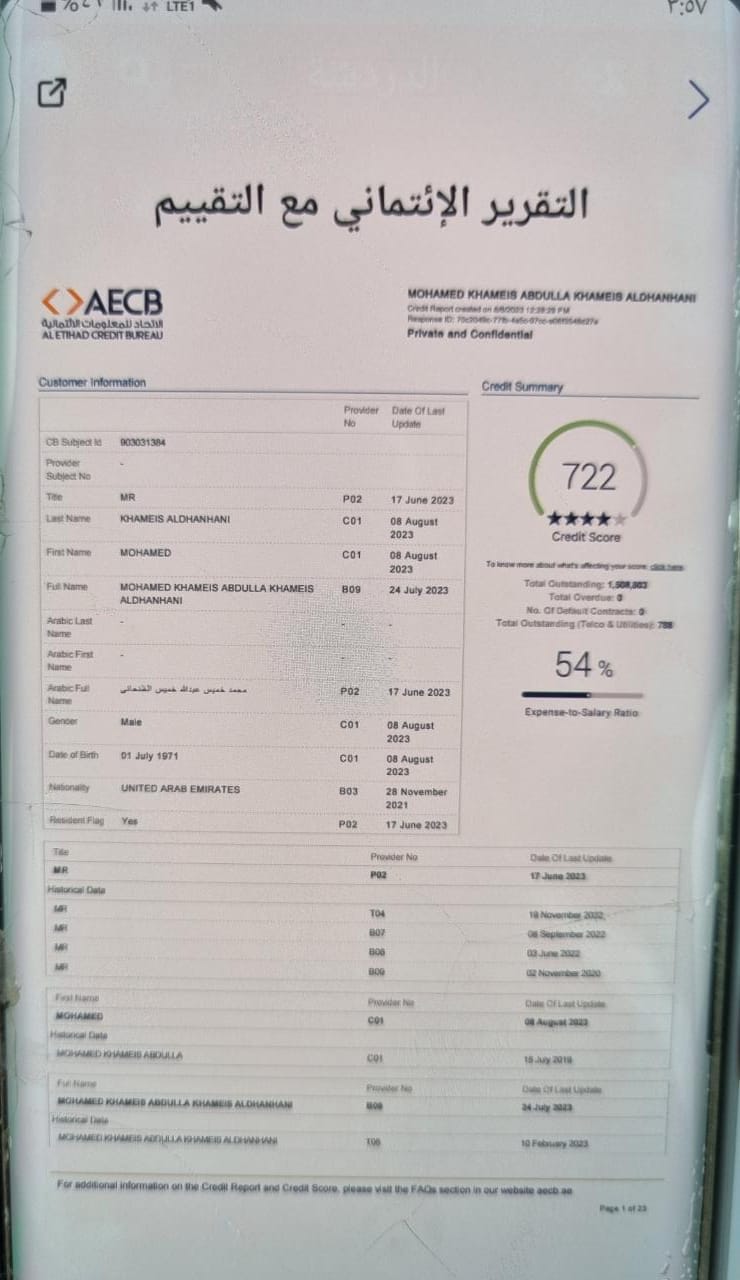 LTE1
٣:٥٧
التقرير الإئتماني مع التقييم
AECB
الاتحاد للمعلومات الائتمانية
AL ETIHAD CREDIT BUREAU
MOHAMED KHAMEIS ABDULLA KHAMEIS ALDHANHANI
Credit Report created on 8/8/2023 12:39:29 PM
Response ID:
Private and Confidential
Customer Information
Provider No Date Of Last Update
CB Subject Id 903031384
Provider Subject No -
Title MR P02 17 June 2023
Last Name KHAMEIS ALDHANHANI C01 08 August 2023
First Name MOHAMED C01 08 August 2023
Full Name MOHAMED KHAMEIS ABDULLA KHAMEIS ALDHANHANI B09 24 July 2023
Arabic Last Name - - -
Arabic First Name - - -
Arabic Full Name محمد خميس عبدالله خميس الظنحاني P02 17 June 2023
Gender Male C01 08 August 2023
Date of Birth 01 July 1971 C01 08 August 2023
Nationality UNITED ARAB EMIRATES B03 28 November 2021
Resident Flag Yes P02 17 June 2023
Credit Summary
722
Credit Score
To know more about what's affecting your score, click here
Total Outstanding:
Total Overdue: 0
No. Of Default Contracts: 0
Total Outstanding (Telco & Utilities): 788
54 %
Expense-to-Salary Ratio
Title Provider No Date Of Last Update
MR P02 17 June 2023
Historical Data
MR T04 November 2022
MR B07 September 2022
MR 03 June 2022
MR 02 November 2020
First Name Provider No Date Of Last Update
MOHAMED C01 08 August 2023
Historical Data
MOHAMED KHAMEIS ABDULLA C01 15 July 2019
Full Name Provider No Date Of Last Update
MOHAMED KHAMEIS ABDULLA KHAMEIS ALDHANHANI B09 24 July 2023
Historical Data
MOHAMED KHAMEIS ABDULLA KHAMEIS ALDHANHANI 10 February 2023
For additional information on the Credit Report and Credit Score, please visit the FAQs section in our website aecb.ae
Page 1 of 23